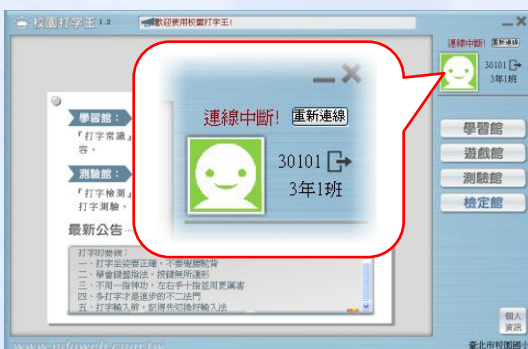 校園打字王 1.2
歡迎使用校園打字王!
連線中斷! 重新連線
30101
3年1班
連線中斷! 重新連線
30101
3年1班
學習館：
『打字常識』
容，
測驗館：
『打字檢測』
打字測驗。
最新公告
打字的要領：
一、打字坐姿要正確，不要彎腰駝背
二、學會鍵盤指法，按鍵無所遁形
三、不用一指神功，左右手十指並用更厲害
四、多打字才是進步的不二法門
五、打字輸入前，記得先切換好輸入法
學習館
遊戲館
測驗館
檢定館
個人
資訊
臺北市校園國小